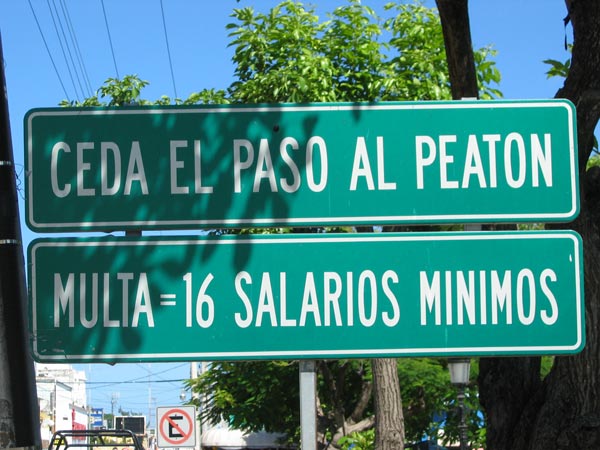 CEDA EL PASO AL PEATON
MULTA=16 SALARIOS MINIMOS
E